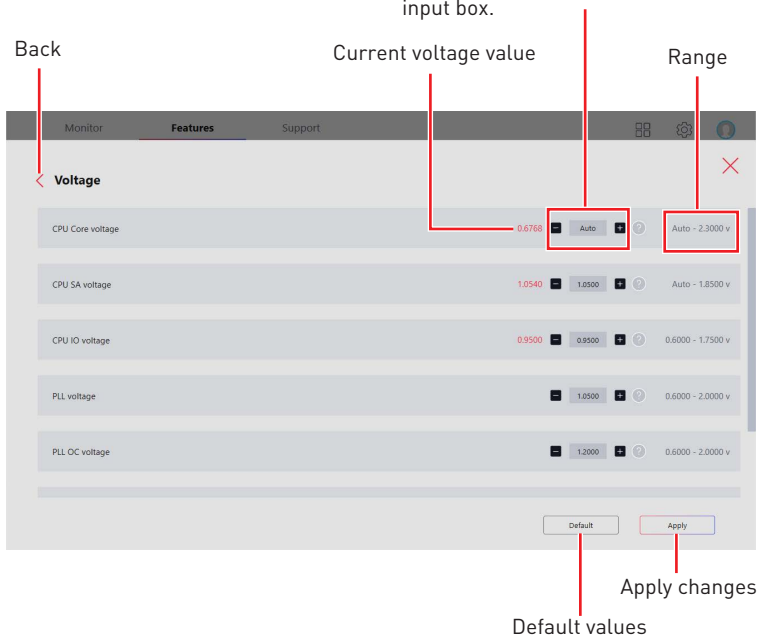 input box.
Back
Current voltage value
Range
Monitor Features Support
Voltage
CPU Core voltage 0.6768 Auto ? Auto - 2.3000 v
CPU SA voltage 1.0540 1.0500 ? Auto - 1.8500 v
CPU IO voltage 0.9500 0.9500 ? 0.6000 - 1.7500 v
PLL voltage 1.0500 ? 0.6000 - 2.0000 v
PLL OC voltage 1.2000 ? 0.6000 - 2.0000 v
Default Apply
Apply changes
Default values